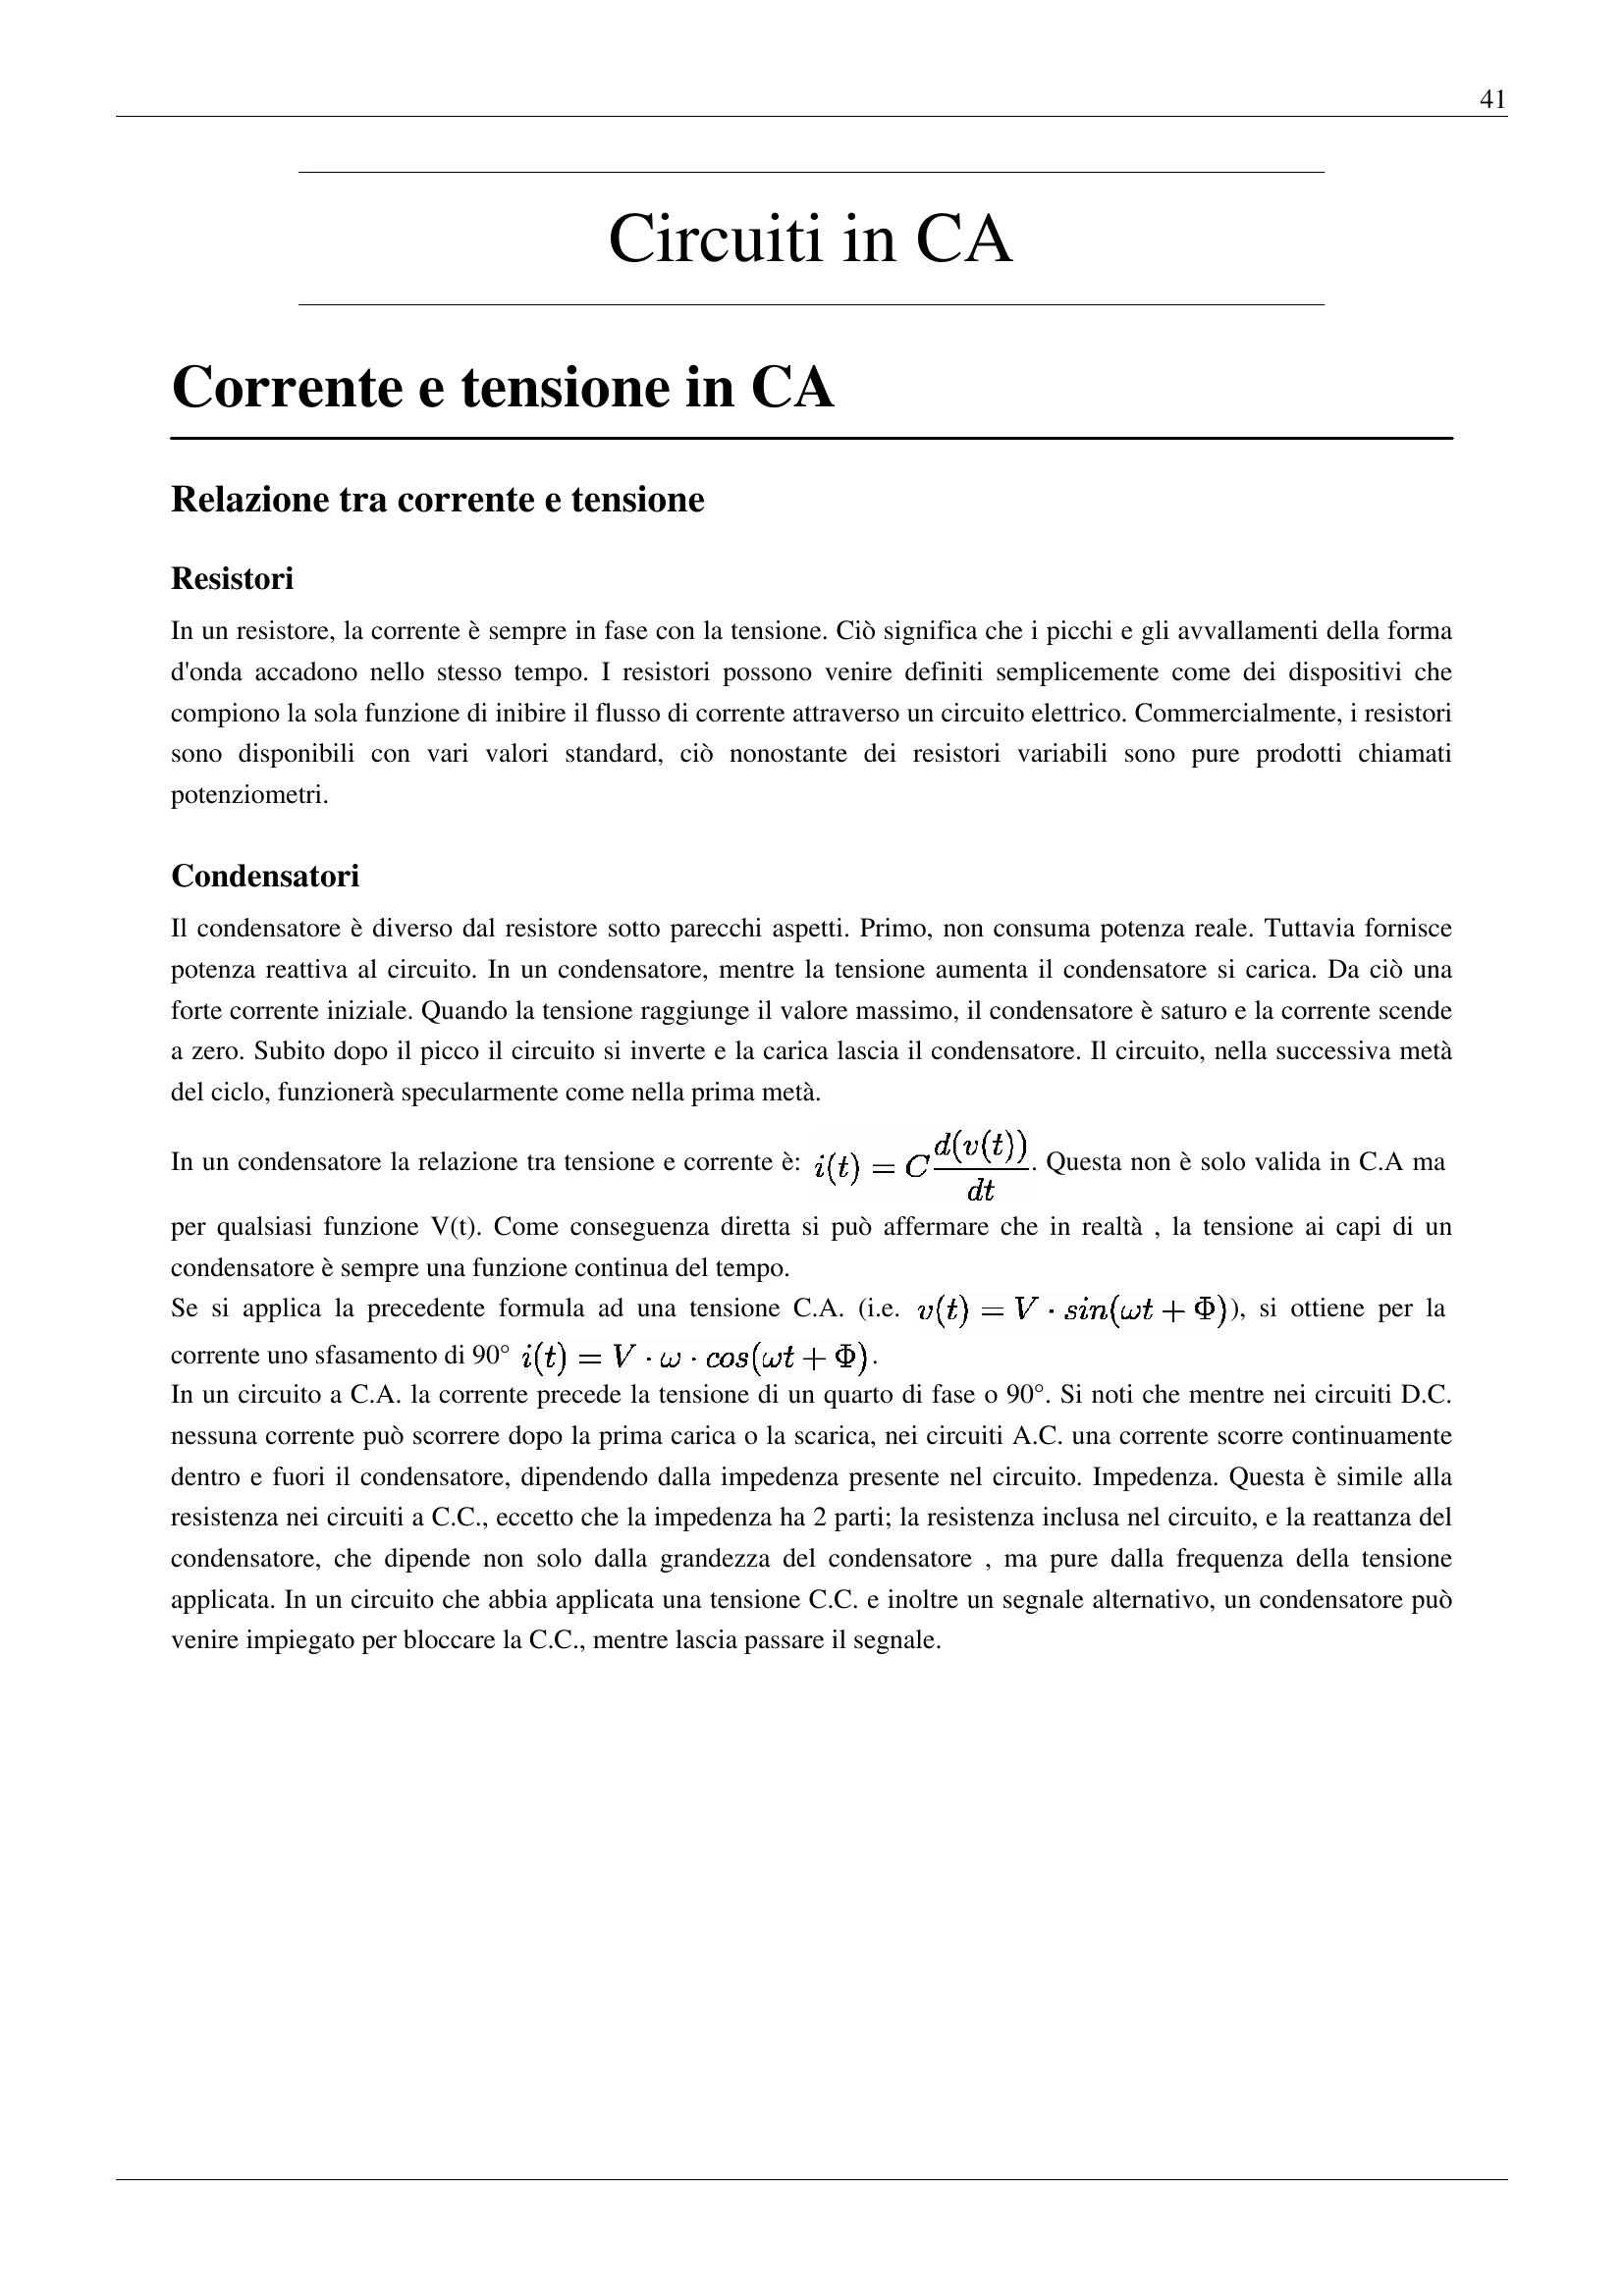 41
Circuiti in CA
Corrente e tensione in CA
Relazione tra corrente e tensione
Resistori
In un resistore, la corrente è sempre in fase con la tensione. Ciò significa che i picchi e gli avvallamenti della forma
d'onda accadono nello stesso tempo. I resistori possono venire definiti semplicemente come dei dispositivi che
compiono la sola funzione di inibire il flusso di corrente attraverso un circuito elettrico. Commercialmente, i resistori
sono disponibili con vari valori standard, ciò nonostante dei resistori variabili sono pure prodotti chiamati
potenziometri.
Condensatori
Il condensatore è diverso dal resistore sotto parecchi aspetti. Primo, non consuma potenza reale. Tuttavia fornisce
potenza reattiva al circuito. In un condensatore, mentre la tensione aumenta il condensatore si carica. Da ciò una
forte corrente iniziale. Quando la tensione raggiunge il valore massimo, il condensatore è saturo e la corrente scende
a zero. Subito dopo il picco il circuito si inverte e la carica lascia il condensatore. Il circuito, nella successiva metà
del ciclo, funzionerà specularmente come nella prima metà.
In un condensatore la relazione tra tensione e corrente è: i(t) = C d(v(t))/dt. Questa non è solo valida in C.A ma
per qualsiasi funzione V(t). Come conseguenza diretta si può affermare che in realtà , la tensione ai capi di un
condensatore è sempre una funzione continua del tempo.
Se si applica la precedente formula ad una tensione C.A. (i.e. v(t) = V · sin(ωt + Φ)), si ottiene per la
corrente uno sfasamento di 90° i(t) = V · ω · cos(ωt + Φ).
In un circuito a C.A. la corrente precede la tensione di un quarto di fase o 90°. Si noti che mentre nei circuiti D.C.
nessuna corrente può scorrere dopo la prima carica o la scarica, nei circuiti A.C. una corrente scorre continuamente
dentro e fuori il condensatore, dipendendo dalla impedenza presente nel circuito. Impedenza. Questa è simile alla
resistenza nei circuiti a C.C., eccetto che la impedenza ha 2 parti; la resistenza inclusa nel circuito, e la reattanza del
condensatore, che dipende non solo dalla grandezza del condensatore , ma pure dalla frequenza della tensione
applicata. In un circuito che abbia applicata una tensione C.C. e inoltre un segnale alternativo, un condensatore può
venire impiegato per bloccare la C.C., mentre lascia passare il segnale.